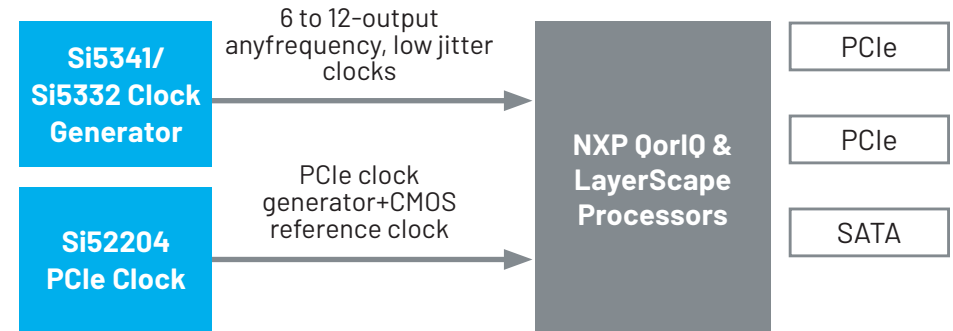 Si5341/
Si5332 Clock
Generator
6 to 12-output
anyfrequency, low jitter
clocks
Si52204
PCIe Clock
PCIe clock
generator+CMOS
reference clock
NXP QorIQ &
LayerScape
Processors
PCIe
PCIe
SATA